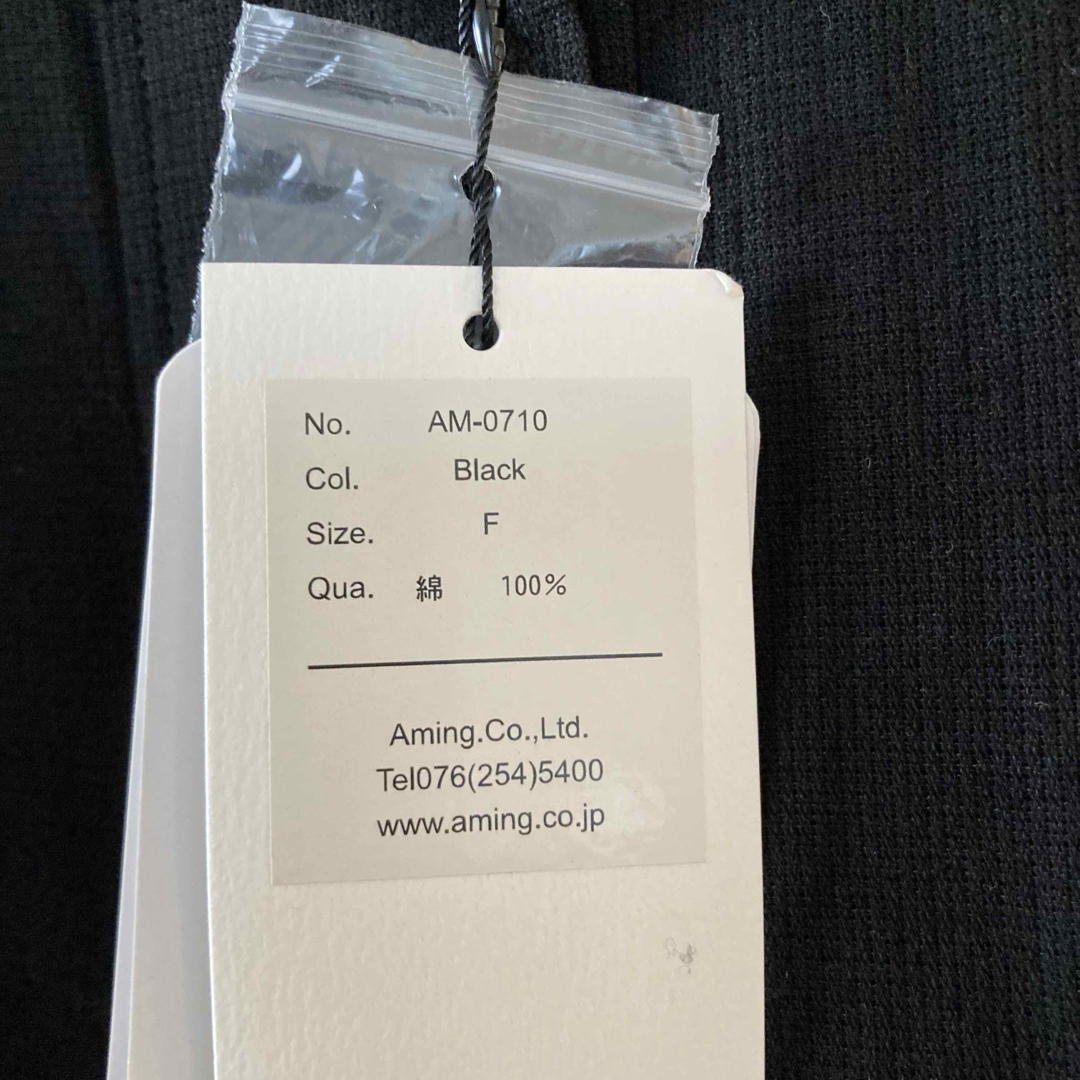 No. AM-0710
Col. Black
Size. F
Qua. 綿 100%
Aming.Co.,Ltd.
Tel076(254)5400
www.aming.co.jp